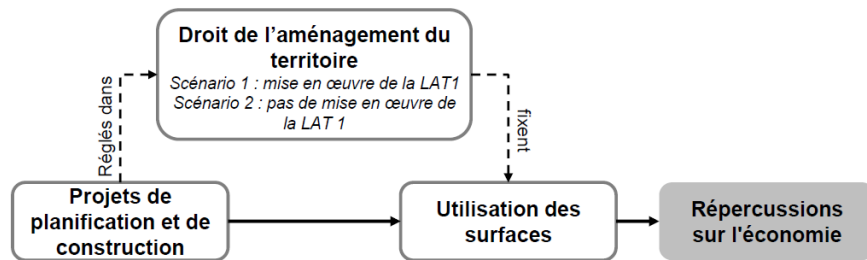 Droit de l'aménagement du
territoire
Scénario 1 : mise en œuvre de la LAT1
Scénario 2 : pas de mise en œuvre de
la LAT 1
Réglés dans
fixent
Projets de
planification et de
construction
Utilisation des
surfaces
Répercussions
sur l'économie